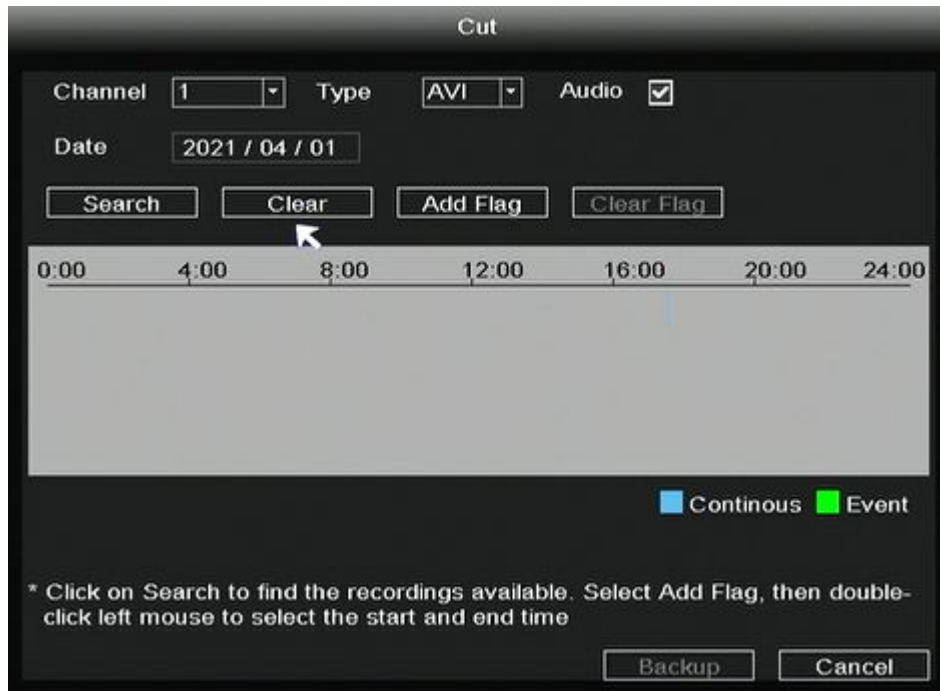 Cut
Channel 1 Type AVI Audio
Date 2021 / 04 / 01
Search Clear Add Flag Clear Flag
0:00 4:00 8:00 12:00 16:00 20:00 24:00
Continous Event
* Click on Search to find the recordings available. Select Add Flag, then double-
click left mouse to select the start and end time
Backup Cancel